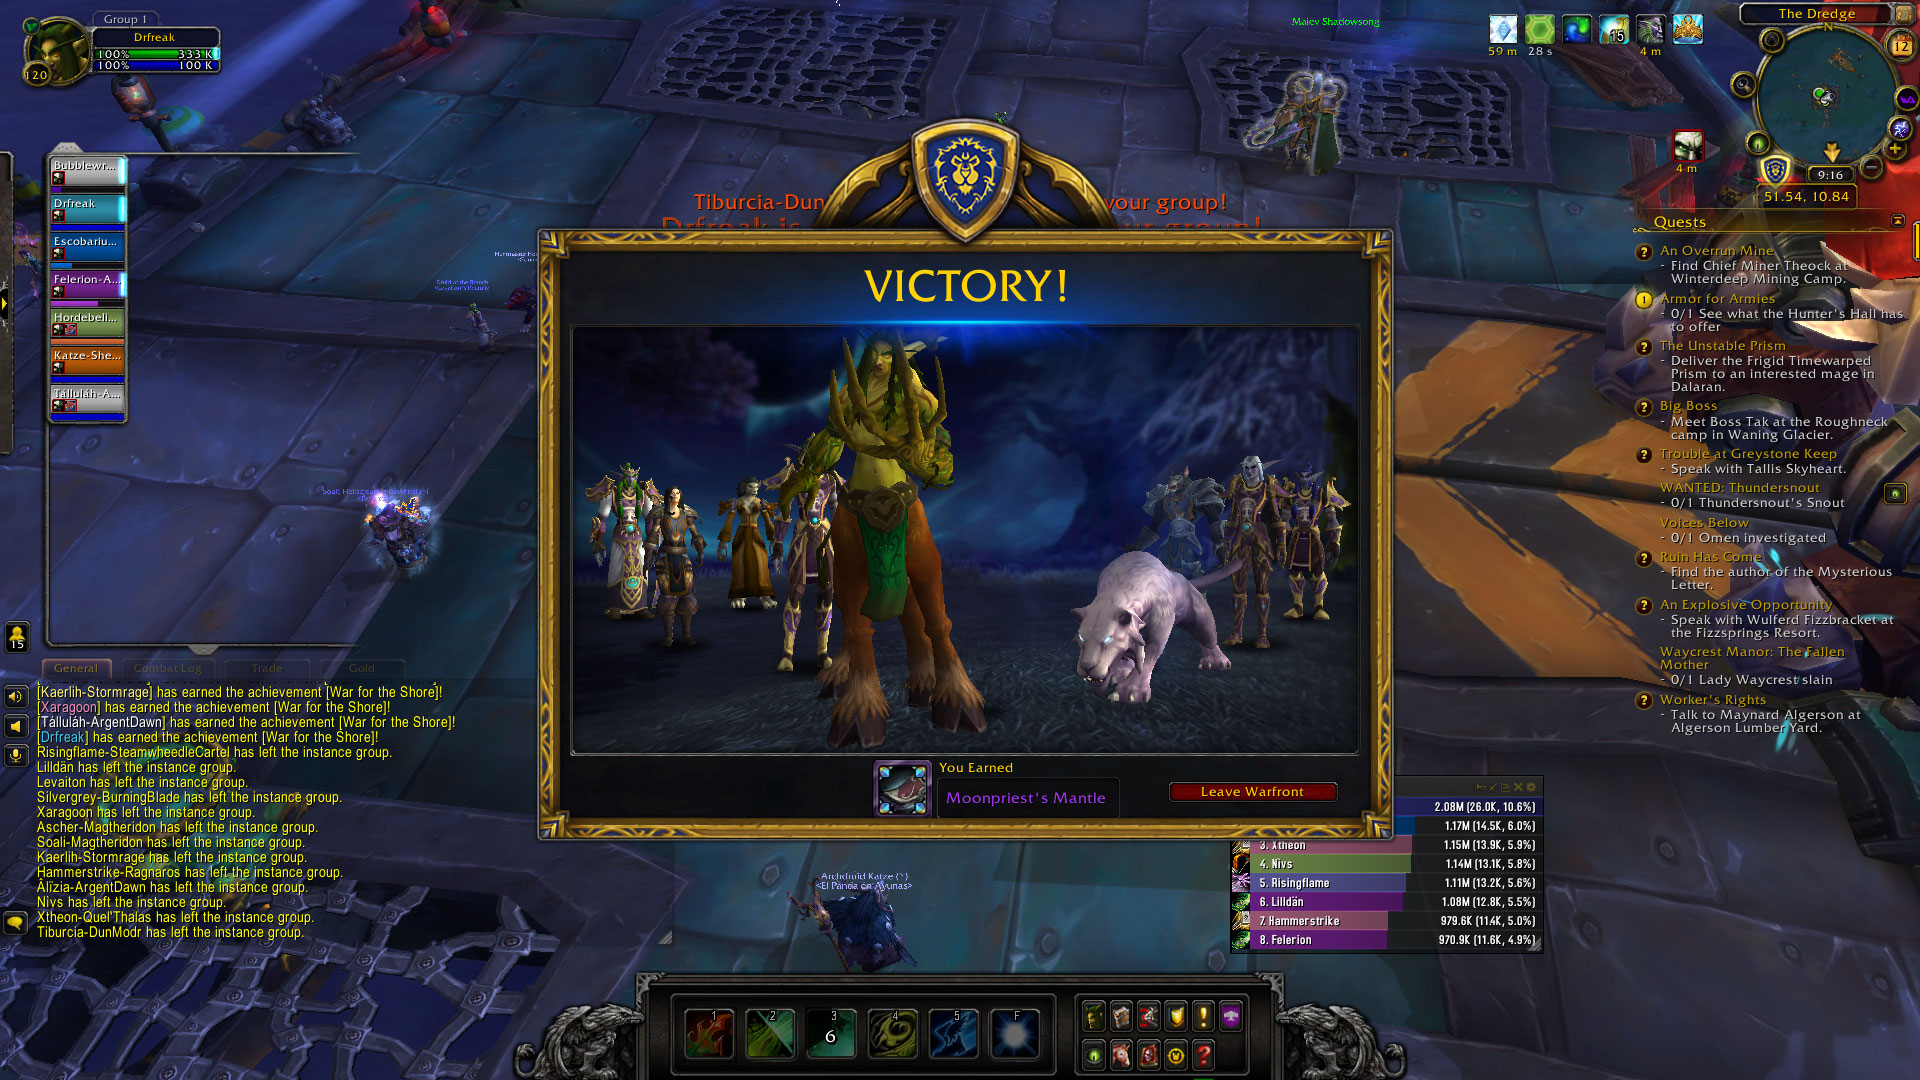 Group 1
Drfreak
100% 333 K
100% 100 K
120
Maiev Shadowsong
59 m
28 s
15
4 m
The Dredge
N
12
4 m
9:16
51.54, 10.84
Bubblewr...
Drfreak
Escobariu...
Felerion-A...
Hordebeli...
Katze-She...
Tálluláh-A...
15
Tiburcia-Dun
your group!
Drfreak is
ur group!
VICTORY!
You Earned
Moonpriest's Mantle
Leave Warfront
Quests
An Overrun Mine
- Find Chief Miner Theock at
Winterdeep Mining Camp.
Armor for Armies
- 0/1 See what the Hunter's Hall has
to offer
The Unstable Prism
- Deliver the Frigid Timewarped
Prism to an interested mage in
Dalaran.
Big Boss
- Meet Boss Tak at the Roughneck
camp in Waning Glacier.
Trouble at Greystone Keep
- Speak with Tallis Skyheart.
WANTED: Thundersnout
- 0/1 Thundersnout's Snout
Voices Below
- 0/1 Omen investigated
Ruin Has Come
- Find the author of the Mysterious
Letter.
An Explosive Opportunity
- Speak with Wulferd Fizzbracket at
the Fizzsprings Resort.
Waycrest Manor: The Fallen
Mother
- 0/1 Lady Waycrest slain
Worker's Rights
- Talk to Maynard Algerson at
Algerson Lumber Yard.
General
Combat Log
Trade
Gold
[Kaerlih-Stormrage] has earned the achievement [War for the Shore]!
[Xaragoon] has earned the achievement [War for the Shore]!
[Tálluláh-ArgentDawn] has earned the achievement [War for the Shore]!
[Drfreak] has earned the achievement [War for the Shore]!
Risingflame-SteamwheedleCartel has left the instance group.
Lilldän has left the instance group.
Levaiton has left the instance group.
Silvergrey-BurningBlade has left the instance group.
Xaragoon has left the instance group.
Ascher-Magtheridon has left the instance group.
Soali-Magtheridon has left the instance group.
Kaerlih-Stormrage has left the instance group.
Hammerstrike-Ragnaros has left the instance group.
Alïzia-ArgentDawn has left the instance group.
Nivs has left the instance group.
Xtheon-Quel'Thalas has left the instance group.
Tiburcia-DunModr has left the instance group.
Archdruid Katze (*)
<El Panda en Ayunas>
2.08M (26.0K, 10.6%)
1.17M (14.5K, 6.0%)
3. Xtheon 1.15M (13.9K, 5.9%)
4. Nivs 1.14M (13.1K, 5.8%)
5. Risingflame 1.11M (13.2K, 5.6%)
6. Lilldän 1.08M (12.8K, 5.5%)
7. Hammerstrike 979.6K (11.4K, 5.0%)
8. Felerion 970.9K (11.6K, 4.9%)
1
2
3
6
4
5
F